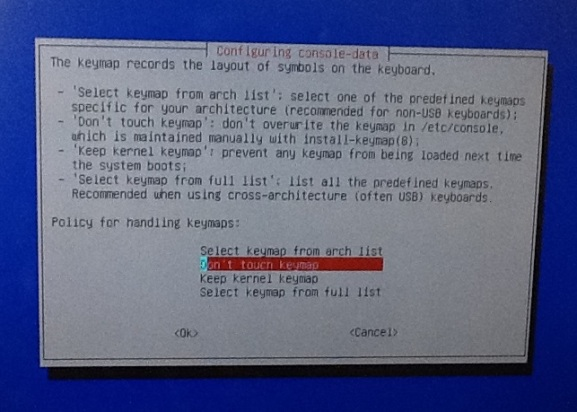 Configuring console-data
The keymap records the layout of symbols on the keyboard.
- 'Select keymap from arch list': select one of the predefined keymaps
specific for your architecture (recommended for non-USB keyboards);
- 'Don't touch keymap': don't overwrite the keymap in /etc/console,
which is maintained manually with install-keymap(8);
- 'Keep kernel keymap': prevent any keymap from being loaded next time
the system boots;
- 'Select keymap from full list': list all the predefined keymaps.
Recommended when using cross-architecture (often USB) keyboards.
Policy for handling keymaps:
Select keymap from arch list
Don't touch keymap
Keep kernel keymap
Select keymap from full list
<Ok> <Cancel>